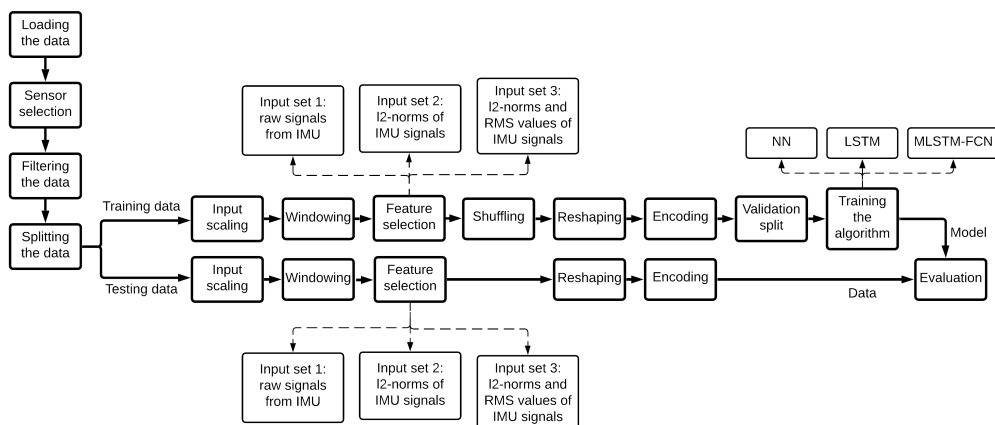 Loading
the data
Sensor
selection
Filtering
the data
Splitting
the data
Input set 1:
raw signals
from IMU
Input set 2:
l2-norms of
IMU signals
Input set 3:
l2-norms and
RMS values of
IMU signals
NN
LSTM
MLSTM-FCN
Training data
Input
scaling
Windowing
Feature
selection
Shuffling
Reshaping
Encoding
Validation
split
Training
the
algorithm
Model
Testing data
Input
scaling
Windowing
Feature
selection
Reshaping
Encoding
Data
Evaluation
Input set 1:
raw signals
from IMU
Input set 2:
l2-norms of
IMU signals
Input set 3:
l2-norms and
RMS values of
IMU signals